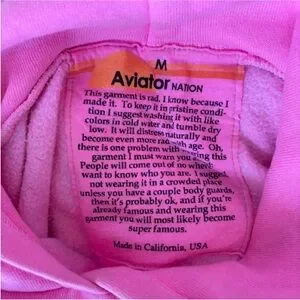 M
Aviator NATION
This garment is rad. I know because I
made it. To keep it in pristine condi-
tion I suggest washing it with like
colors in cold water and tumble dry
low. It will distress naturally and
become even more rad with age. Oh,
there is one problem with wearing this
garment I must warn you
People will come out of nowhere
want to know who you are. I suggest
not wearing it in a crowded place
unless you have a couple body guards,
then it's probably ok, and if you're
already famous and wearing this
garment you will most likely become
super famous.
Made in California, USA